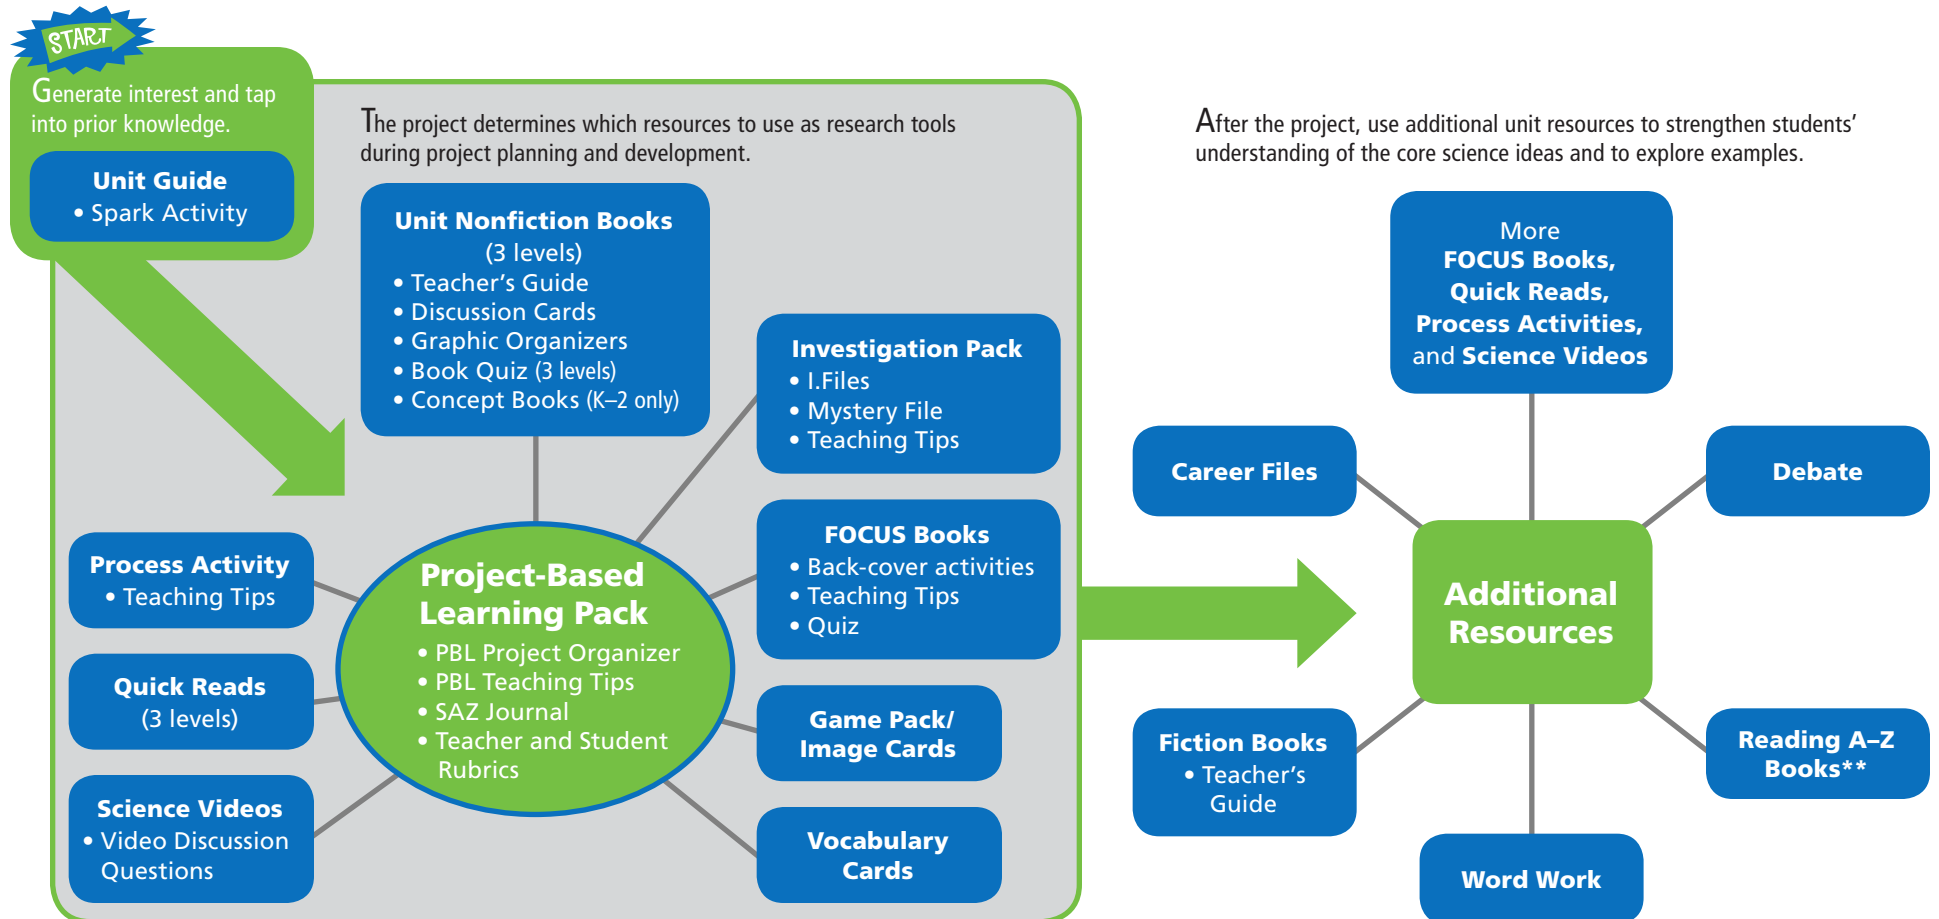 START
Generate interest and tap
into prior knowledge.
Unit Guide
• Spark Activity
The project determines which resources to use as research tools
during project planning and development.
Unit Nonfiction Books
(3 levels)
• Teacher’s Guide
• Discussion Cards
• Graphic Organizers
• Book Quiz (3 levels)
• Concept Books (K–2 only)
Investigation Pack
• I.Files
• Mystery File
• Teaching Tips
Process Activity
• Teaching Tips
Quick Reads
(3 levels)
Science Videos
• Video Discussion
Questions
Project-Based
Learning Pack
• PBL Project Organizer
• PBL Teaching Tips
• SAZ Journal
• Teacher and Student
Rubrics
FOCUS Books
• Back-cover activities
• Teaching Tips
• Quiz
Game Pack/
Image Cards
Vocabulary
Cards
After the project, use additional unit resources to strengthen students’
understanding of the core science ideas and to explore examples.
More
FOCUS Books,
Quick Reads,
Process Activities,
and Science Videos
Career Files
Debate
Additional
Resources
Fiction Books
• Teacher’s
Guide
Reading A–Z
Books**
Word Work